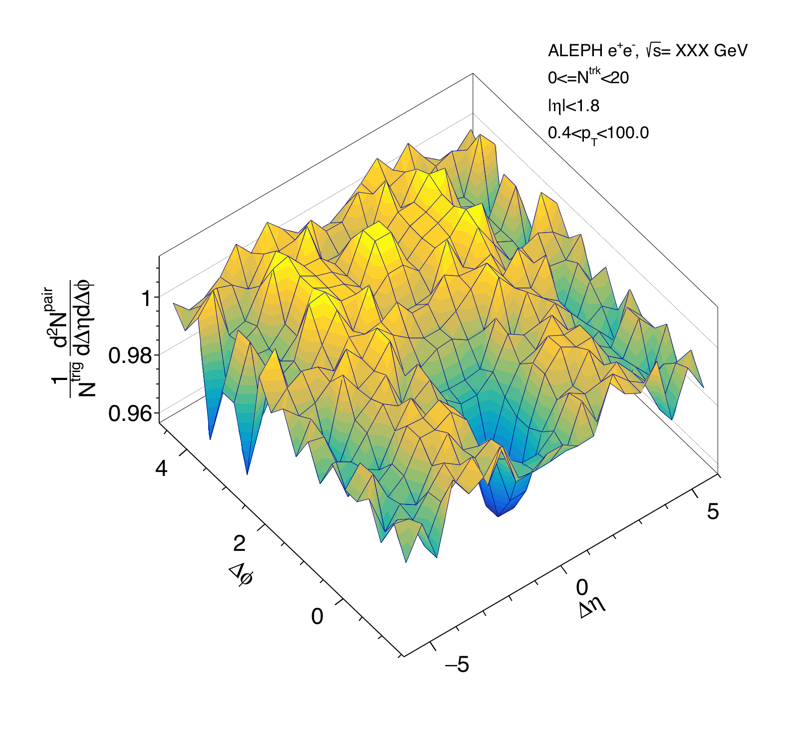 ALEPH e⁺e⁻, √s= XXX GeV
0<=Nᵗʳᵏ<20
|η|<1.8
0.4<p_T<100.0
1/N^trig d²N^pair/dΔηdΔϕ
1
0.98
0.96
4
2
0
Δϕ
5
0
−5
Δη